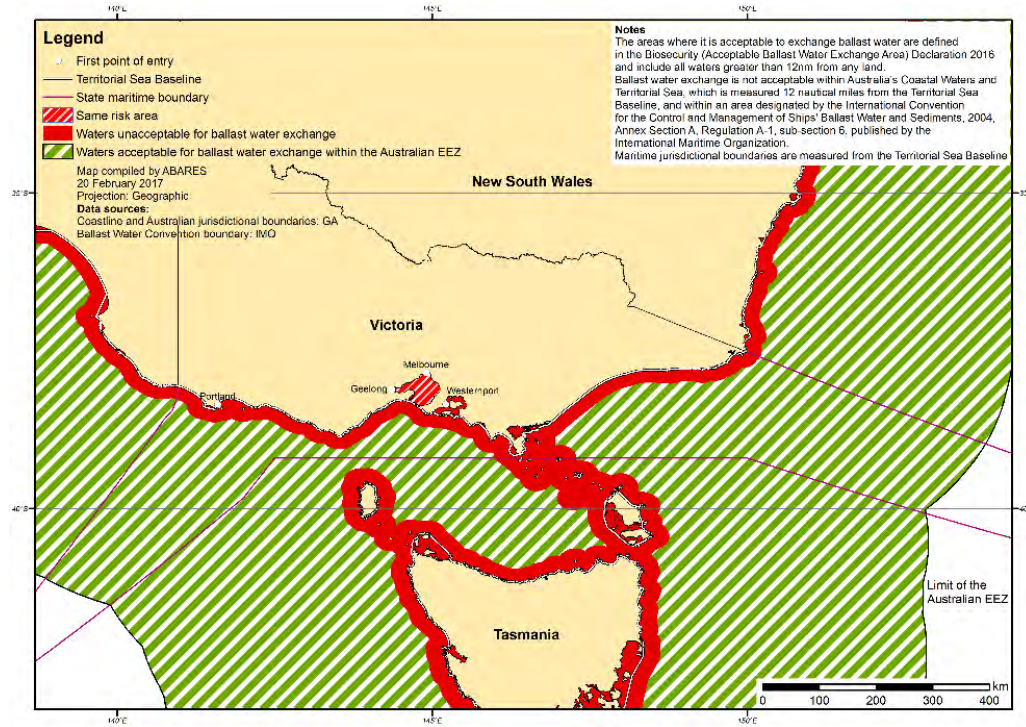 140°E 145°E 150°E
Legend
First point of entry
Territorial Sea Baseline
State maritime boundary
Same risk area
Waters unacceptable for ballast water exchange
Waters acceptable for ballast water exchange within the Australian EEZ
Map compiled by ABARES
20 February 2017
Projection: Geographic
Data sources:
Coastline and Australian jurisdictional boundaries: GA
Ballast Water Convention boundary: IMO
Notes
The areas where it is acceptable to exchange ballast water are defined
in the Biosecurity (Acceptable Ballast Water Exchange Area) Declaration 2016
and include all waters greater than 12nm from any land.
Ballast water exchange is not acceptable within Australia's Coastal Waters and
Territorial Sea, which is measured 12 nautical miles from the Territorial Sea
Baseline, and within an area designated by the International Convention
for the Control and Management of Ships' Ballast Water and Sediments, 2004,
Annex Section A, Regulation A-1, sub-section 6, published by the
International Maritime Organization.
Maritime jurisdictional boundaries are measured from the Territorial Sea Baseline
New South Wales
35°S
Victoria
Melbourne
Geelong
Westernport
Portland
40°S
Limit of the
Australian EEZ
Tasmania
km
0 100 200 300 400
140°E 145°E 150°E